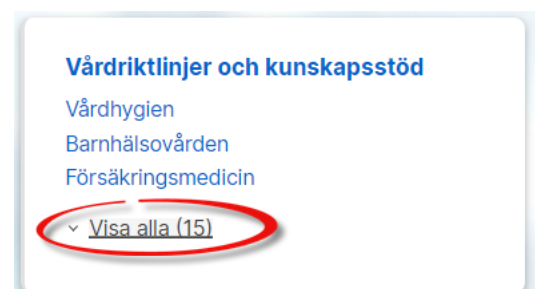 Vårdriktlinjer och kunskapsstöd
Vårdhygien
Barnhälsovården
Försäkringsmedicin
Visa alla (15)